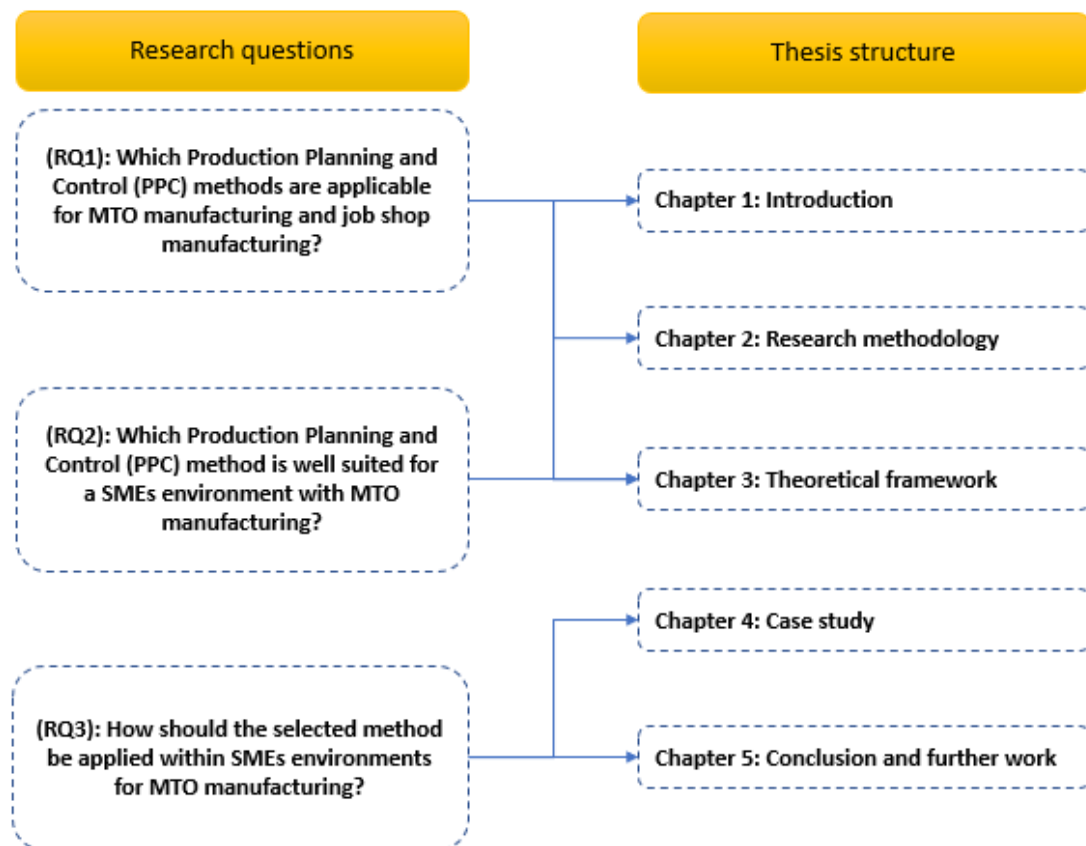 Research questions
Thesis structure
(RQ1): Which Production Planning and
Control (PPC) methods are applicable
for MTO manufacturing and job shop
manufacturing?
Chapter 1: Introduction
Chapter 2: Research methodology
(RQ2): Which Production Planning and
Control (PPC) method is well suited for
a SMEs environment with MTO
manufacturing?
Chapter 3: Theoretical framework
Chapter 4: Case study
(RQ3): How should the selected method
be applied within SMEs environments
for MTO manufacturing?
Chapter 5: Conclusion and further work